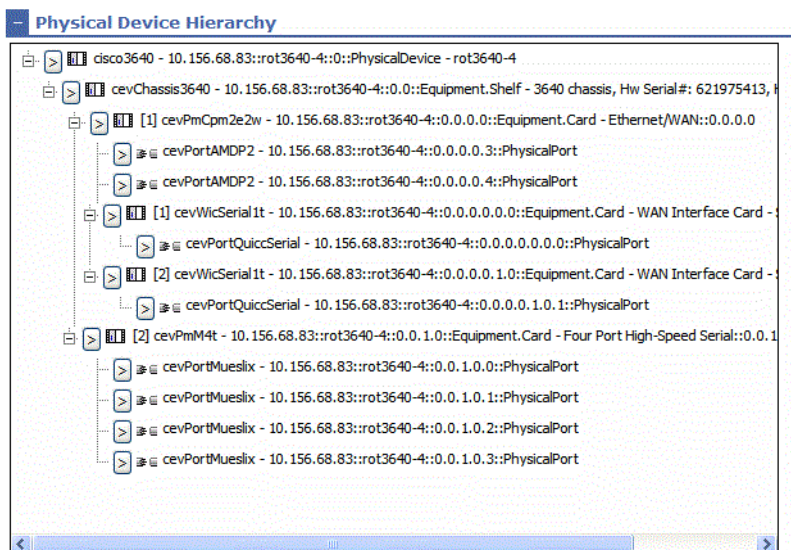 Physical Device Hierarchy
cisco3640 - 10.156.68.83::rot3640-4::0::PhysicalDevice - rot3640-4
cevChassis3640 - 10.156.68.83::rot3640-4::0.0::Equipment.Shelf - 3640 chassis, Hw Serial#: 621975413,
[1] cevPmCpm2e2w - 10.156.68.83::rot3640-4::0.0.0.0::Equipment.Card - Ethernet/WAN::0.0.0.0
cevPortAMDP2 - 10.156.68.83::rot3640-4::0.0.0.0.3::PhysicalPort
cevPortAMDP2 - 10.156.68.83::rot3640-4::0.0.0.0.4::PhysicalPort
[1] cevWicSerial1t - 10.156.68.83::rot3640-4::0.0.0.0.0.0::Equipment.Card - WAN Interface Card -
cevPortQuiccSerial - 10.156.68.83::rot3640-4::0.0.0.0.0.0.0::PhysicalPort
[2] cevWicSerial1t - 10.156.68.83::rot3640-4::0.0.0.0.1.0::Equipment.Card - WAN Interface Card -
cevPortQuiccSerial - 10.156.68.83::rot3640-4::0.0.0.0.1.0.1::PhysicalPort
[2] cevPmM4t - 10.156.68.83::rot3640-4::0.0.1.0::Equipment.Card - Four Port High-Speed Serial::0.0.1
cevPortMueslix - 10.156.68.83::rot3640-4::0.0.1.0.0::PhysicalPort
cevPortMueslix - 10.156.68.83::rot3640-4::0.0.1.0.1::PhysicalPort
cevPortMueslix - 10.156.68.83::rot3640-4::0.0.1.0.2::PhysicalPort
cevPortMueslix - 10.156.68.83::rot3640-4::0.0.1.0.3::PhysicalPort